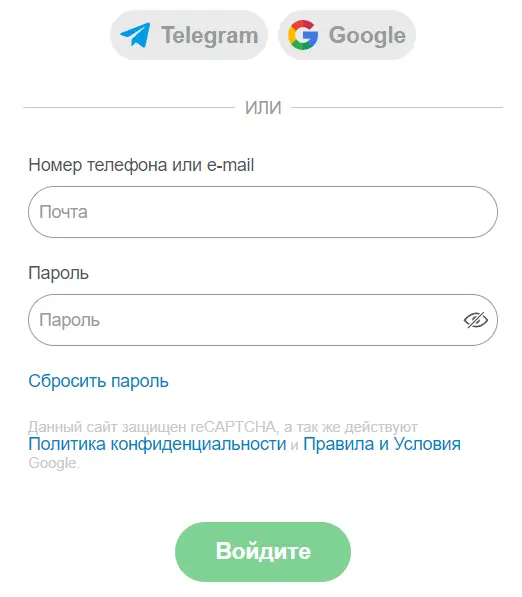 Telegram Google
ИЛИ
Номер телефона или e-mail
Почта
Пароль
Пароль
Сбросить пароль
Данный сайт защищен reCAPTCHA, а так же действуют
Политика конфиденциальности и Правила и Условия
Google.
Войдите